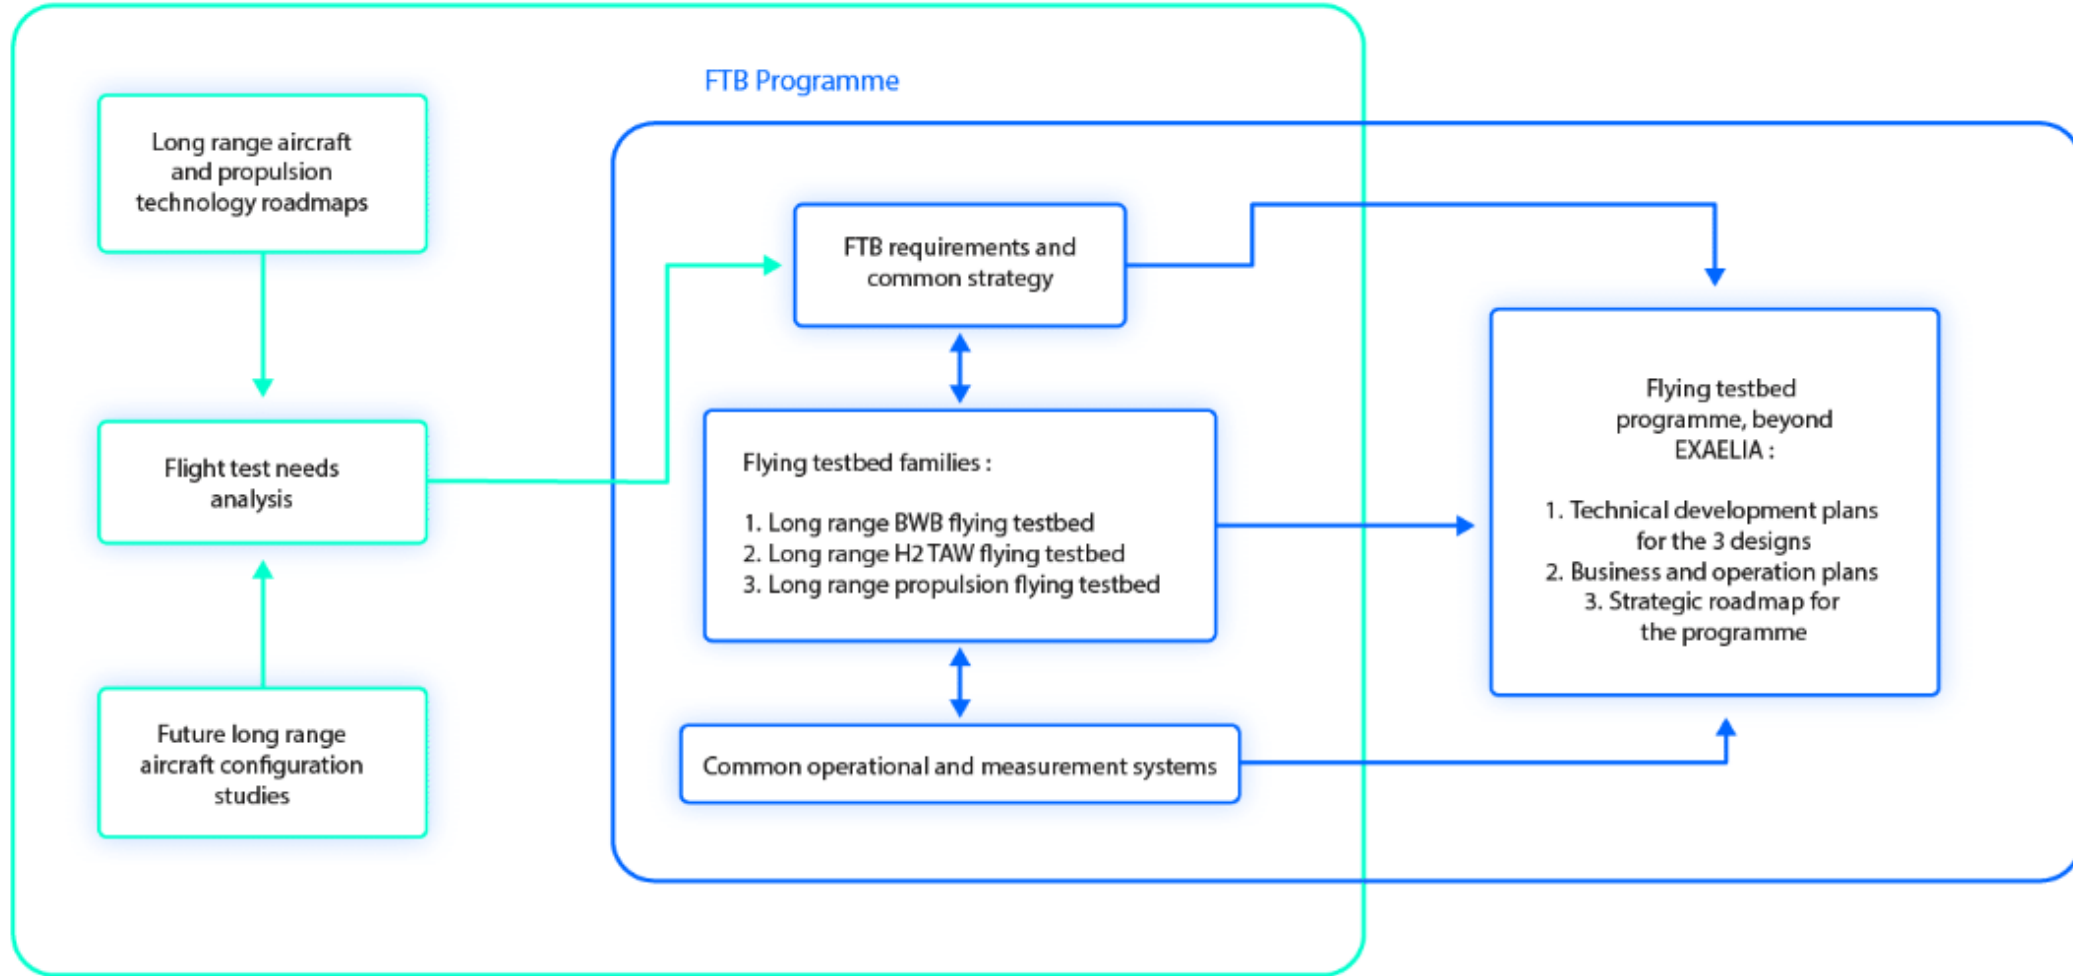 FTB Programme
Long range aircraft
and propulsion
technology roadmaps
Flight test needs
analysis
Future long range
aircraft configuration
studies
FTB requirements and
common strategy
Flying testbed families :
1. Long range BWB flying testbed
2. Long range H2 TAW flying testbed
3. Long range propulsion flying testbed
Common operational and measurement systems
Flying testbed
programme, beyond
EXAELIA :
1. Technical development plans
for the 3 designs
2. Business and operation plans
3. Strategic roadmap for
the programme